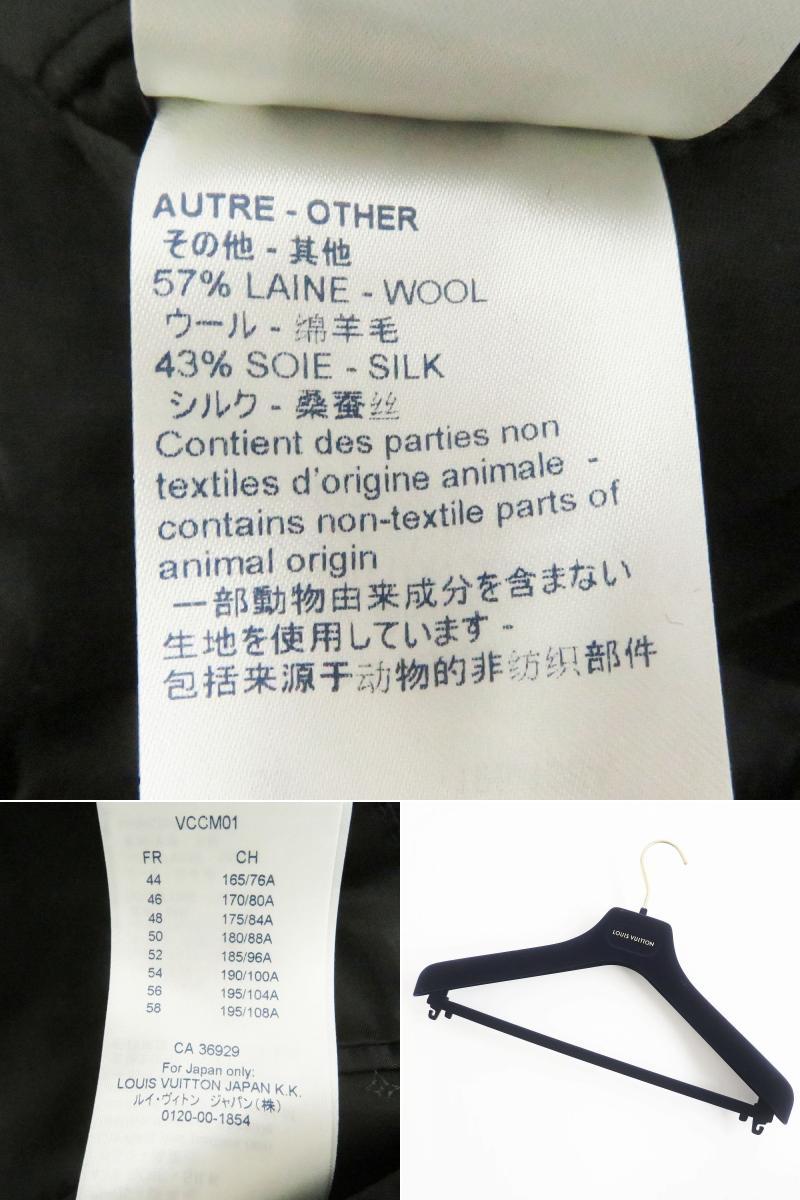 AUTRE - OTHER
その他 - 其他
57% LAINE - WOOL
ウール - 绵羊毛
43% SOIE - SILK
シルク - 桑蚕丝
Contient des parties non
textiles d'origine animale -
contains non-textile parts of
animal origin
一部動物由来成分を含まない
生地を使用しています -
包括来源于动物的非纺织部件
VCCM01
FR CH
44 165/76A
46 170/80A
48 175/84A
50 180/88A
52 185/96A
54 190/100A
56 195/104A
58 195/108A
CA 36929
For Japan only:
LOUIS VUITTON JAPAN K.K.
ルイ・ヴィトン ジャパン(株)
0120-00-1854
LOUIS VUITTON